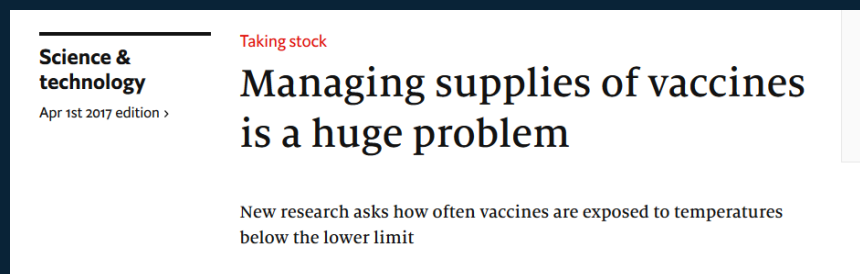 Science &
technology
Apr 1st 2017 edition ›
Taking stock
Managing supplies of vaccines
is a huge problem
New research asks how often vaccines are exposed to temperatures
below the lower limit